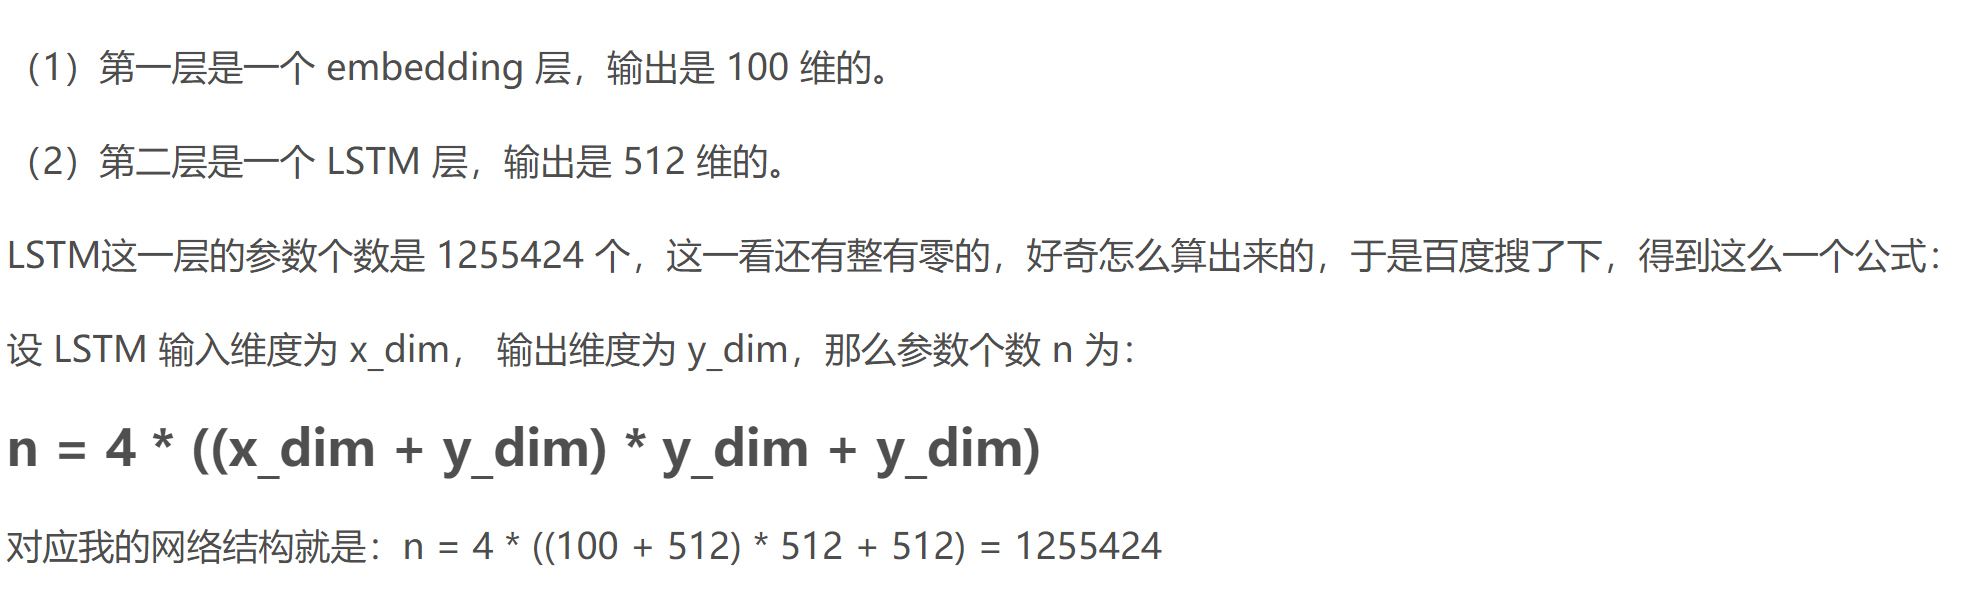 （1）第一层是一个 embedding 层，输出是 100 维的。
（2）第二层是一个 LSTM 层，输出是 512 维的。
LSTM这一层的参数个数是 1255424 个，这一看还有整有零的，好奇怎么算出来的，于是百度搜了下，得到这么一个公式：
设 LSTM 输入维度为 x_dim， 输出维度为 y_dim，那么参数个数 n 为：
n = 4 * ((x_dim + y_dim) * y_dim + y_dim)
对应我的网络结构就是：n = 4 * ((100 + 512) * 512 + 512) = 1255424